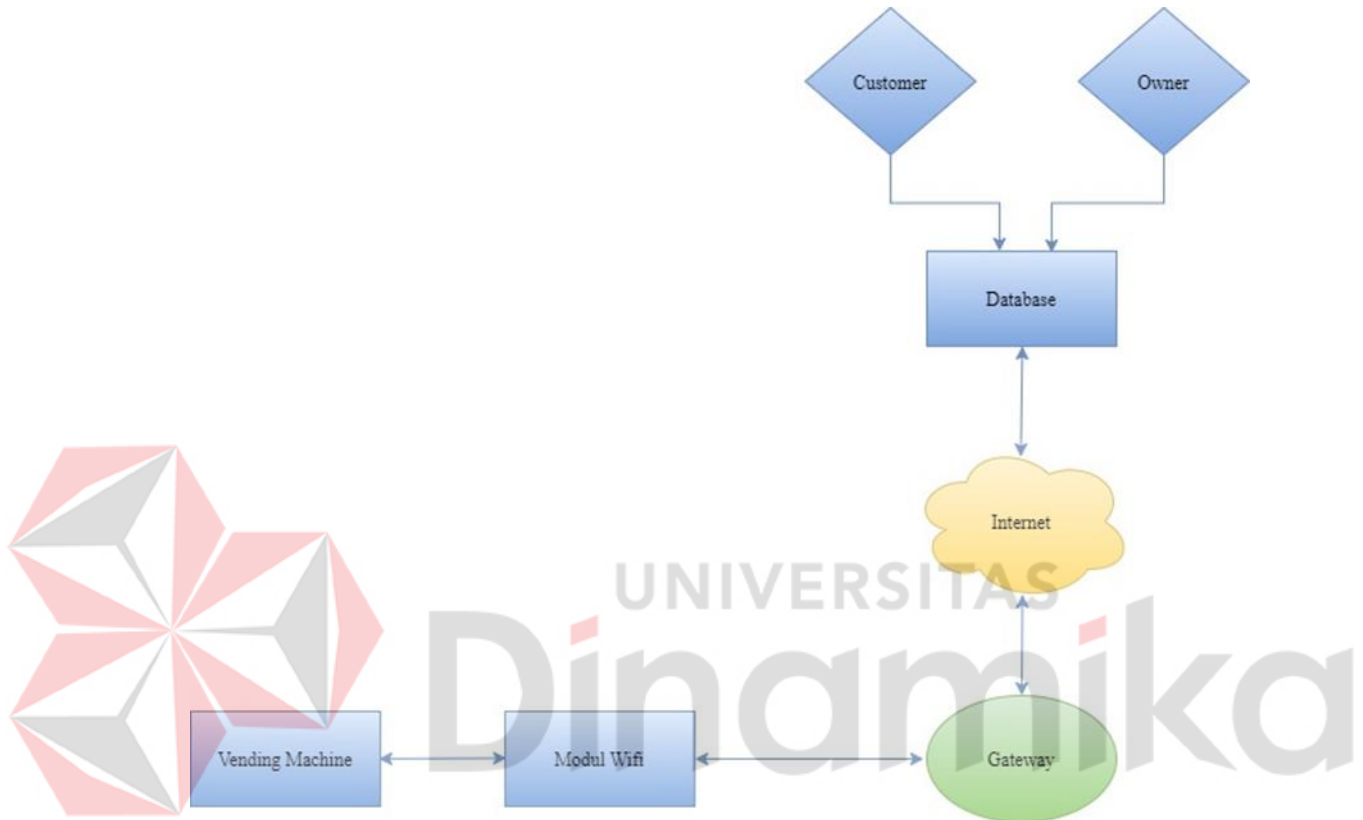 Customer
Owner
Database
Internet
UNIVERSITAS
Dinamika
Vending Machine
Modul Wifi
Gateway